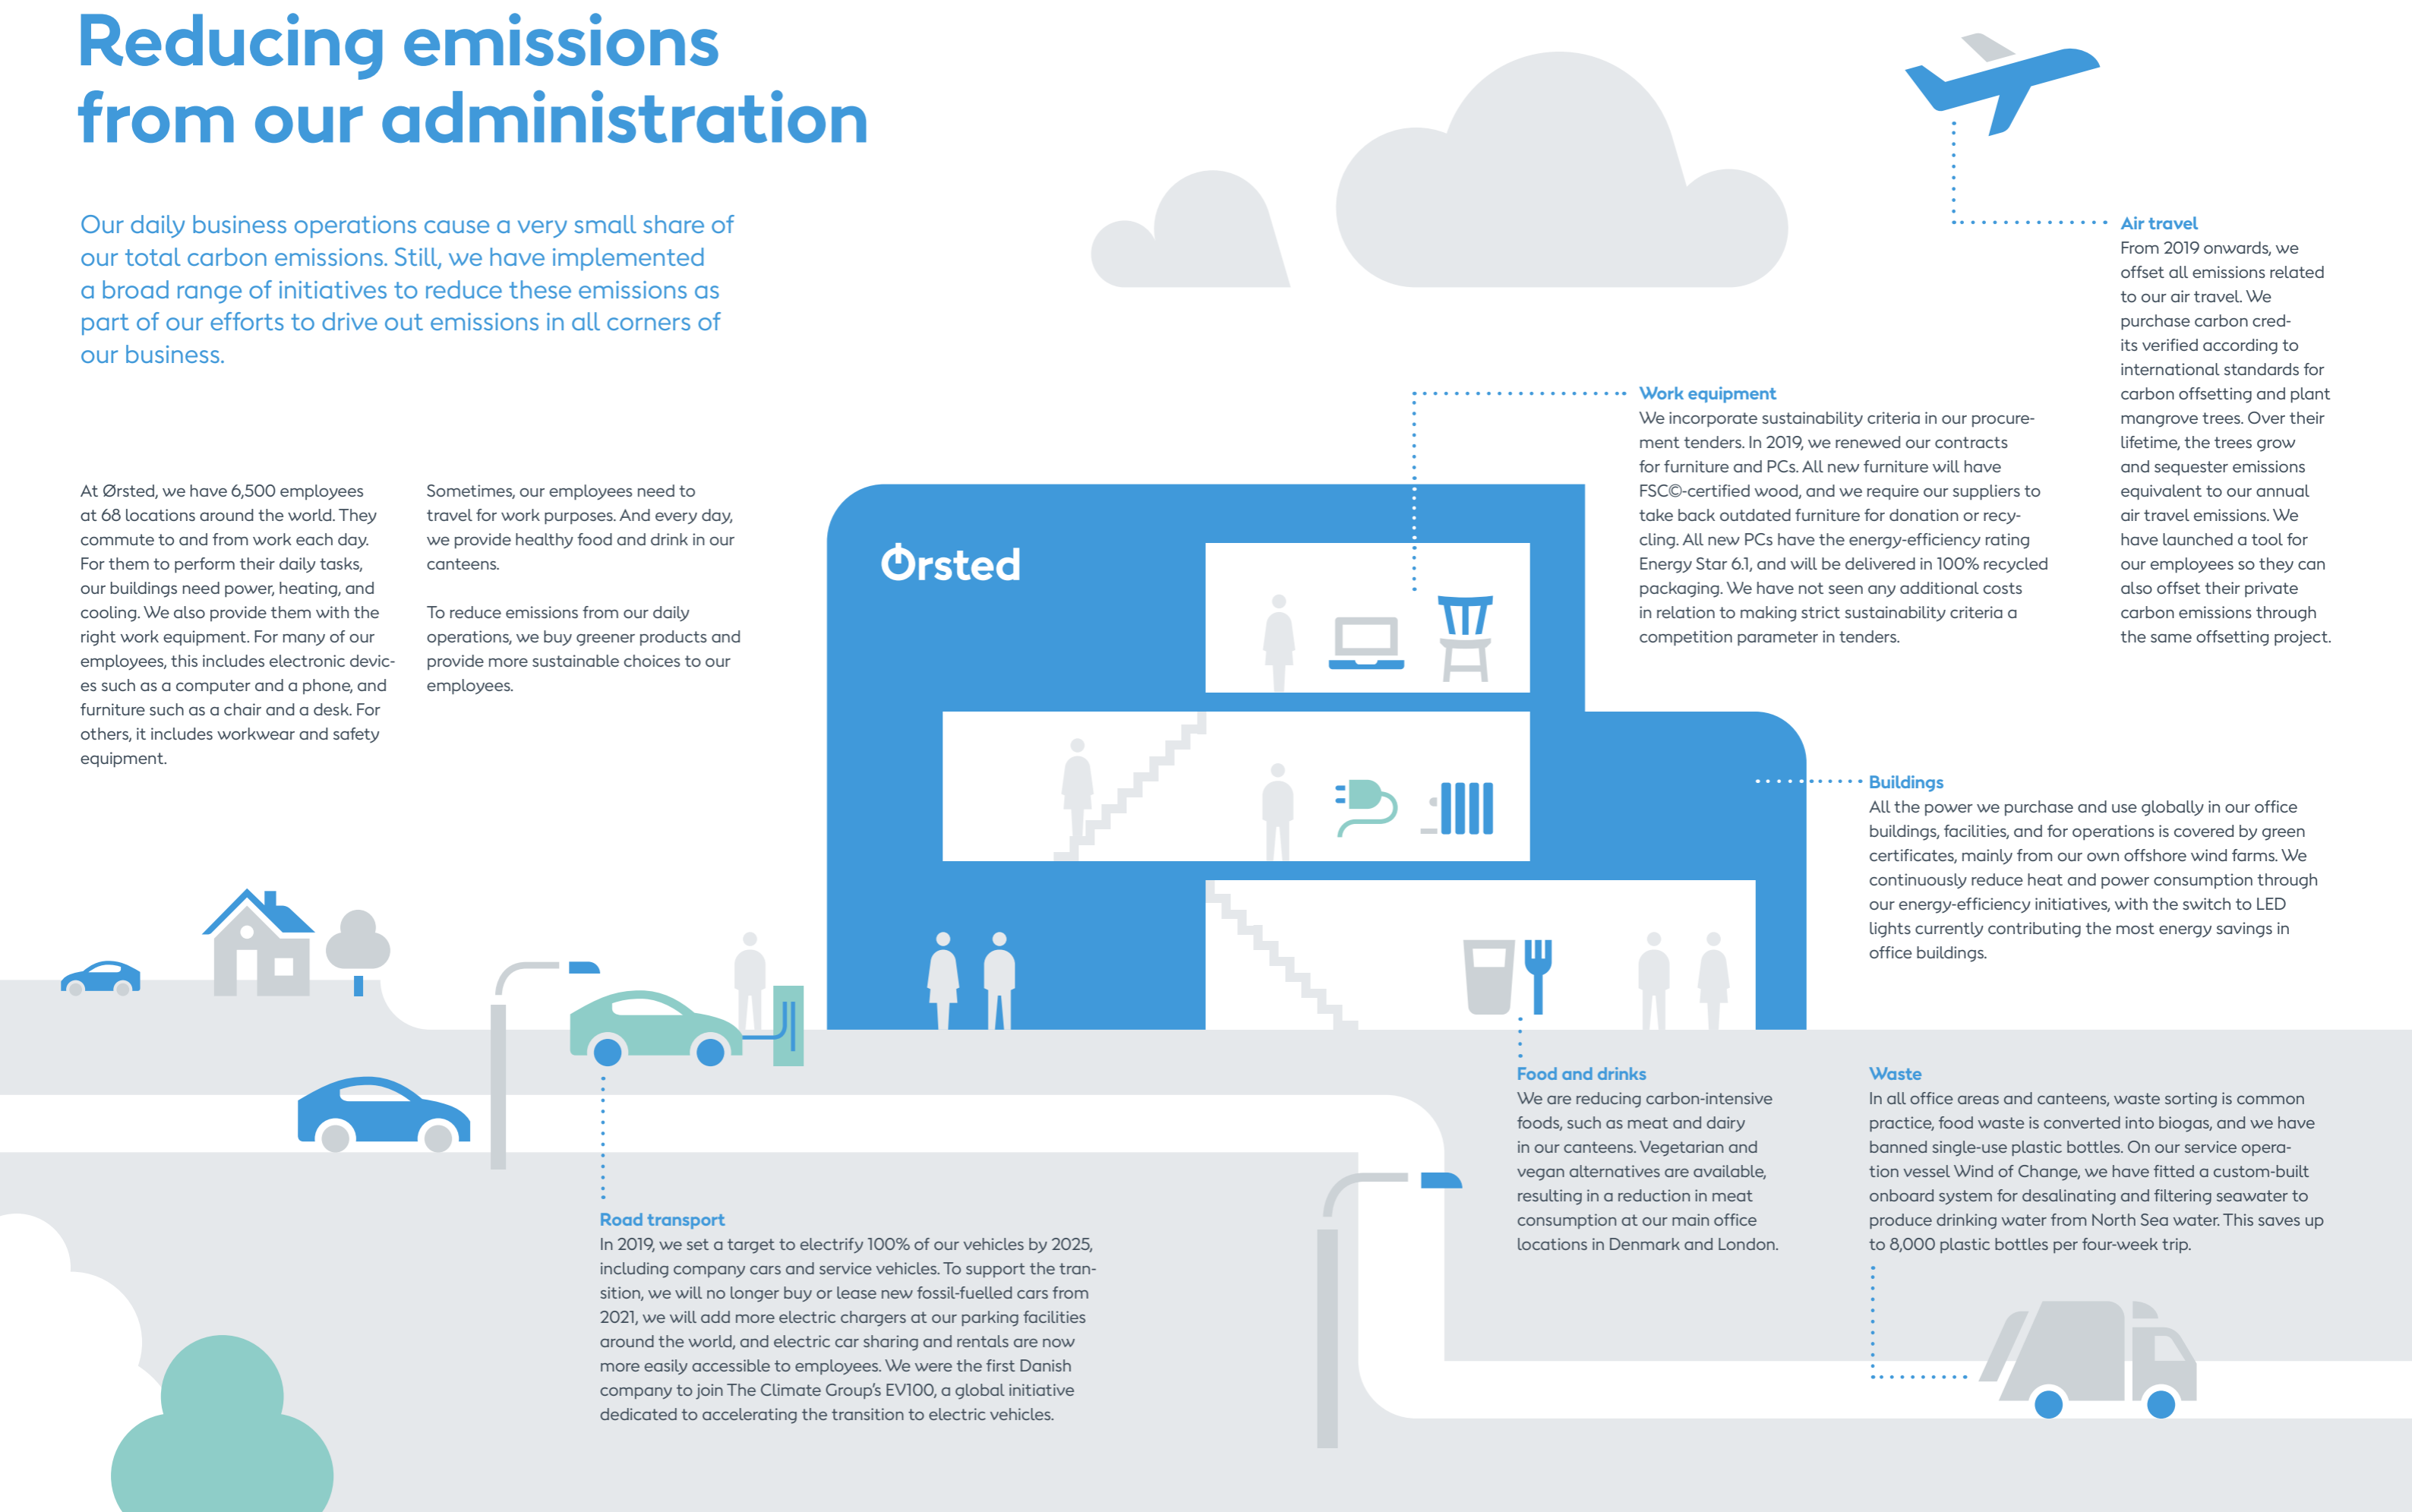 Reducing emissions
from our administration
Our daily business operations cause a very small share of
our total carbon emissions. Still, we have implemented
a broad range of initiatives to reduce these emissions as
part of our efforts to drive out emissions in all corners of
our business.
At Ørsted, we have 6,500 employees
at 68 locations around the world. They
commute to and from work each day.
For them to perform their daily tasks,
our buildings need power, heating, and
cooling. We also provide them with the
right work equipment. For many of our
employees, this includes electronic devic-
es such as a computer and a phone, and
furniture such as a chair and a desk. For
others, it includes workwear and safety
equipment.
Sometimes, our employees need to
travel for work purposes. And every day,
we provide healthy food and drink in our
canteens.
To reduce emissions from our daily
operations, we buy greener products and
provide more sustainable choices to our
employees.
Ørsted
Work equipment
We incorporate sustainability criteria in our procure-
ment tenders. In 2019, we renewed our contracts
for furniture and PCs. All new furniture will have
FSC©-certified wood, and we require our suppliers to
take back outdated furniture for donation or recy-
cling. All new PCs have the energy-efficiency rating
Energy Star 6.1, and will be delivered in 100% recycled
packaging. We have not seen any additional costs
in relation to making strict sustainability criteria a
competition parameter in tenders.
Air travel
From 2019 onwards, we
offset all emissions related
to our air travel. We
purchase carbon cred-
its verified according to
international standards for
carbon offsetting and plant
mangrove trees. Over their
lifetime, the trees grow
and sequester emissions
equivalent to our annual
air travel emissions. We
have launched a tool for
our employees so they can
also offset their private
carbon emissions through
the same offsetting project.
Buildings
All the power we purchase and use globally in our office
buildings, facilities, and for operations is covered by green
certificates, mainly from our own offshore wind farms. We
continuously reduce heat and power consumption through
our energy-efficiency initiatives, with the switch to LED
lights currently contributing the most energy savings in
office buildings.
Road transport
In 2019, we set a target to electrify 100% of our vehicles by 2025,
including company cars and service vehicles. To support the tran-
sition, we will no longer buy or lease new fossil-fuelled cars from
2021, we will add more electric chargers at our parking facilities
around the world, and electric car sharing and rentals are now
more easily accessible to employees. We were the first Danish
company to join The Climate Group's EV100, a global initiative
dedicated to accelerating the transition to electric vehicles.
Food and drinks
We are reducing carbon-intensive
foods, such as meat and dairy
in our canteens. Vegetarian and
vegan alternatives are available,
resulting in a reduction in meat
consumption at our main office
locations in Denmark and London.
Waste
In all office areas and canteens, waste sorting is common
practice, food waste is converted into biogas, and we have
banned single-use plastic bottles. On our service opera-
tion vessel Wind of Change, we have fitted a custom-built
onboard system for desalinating and filtering seawater to
produce drinking water from North Sea water. This saves up
to 8,000 plastic bottles per four-week trip.